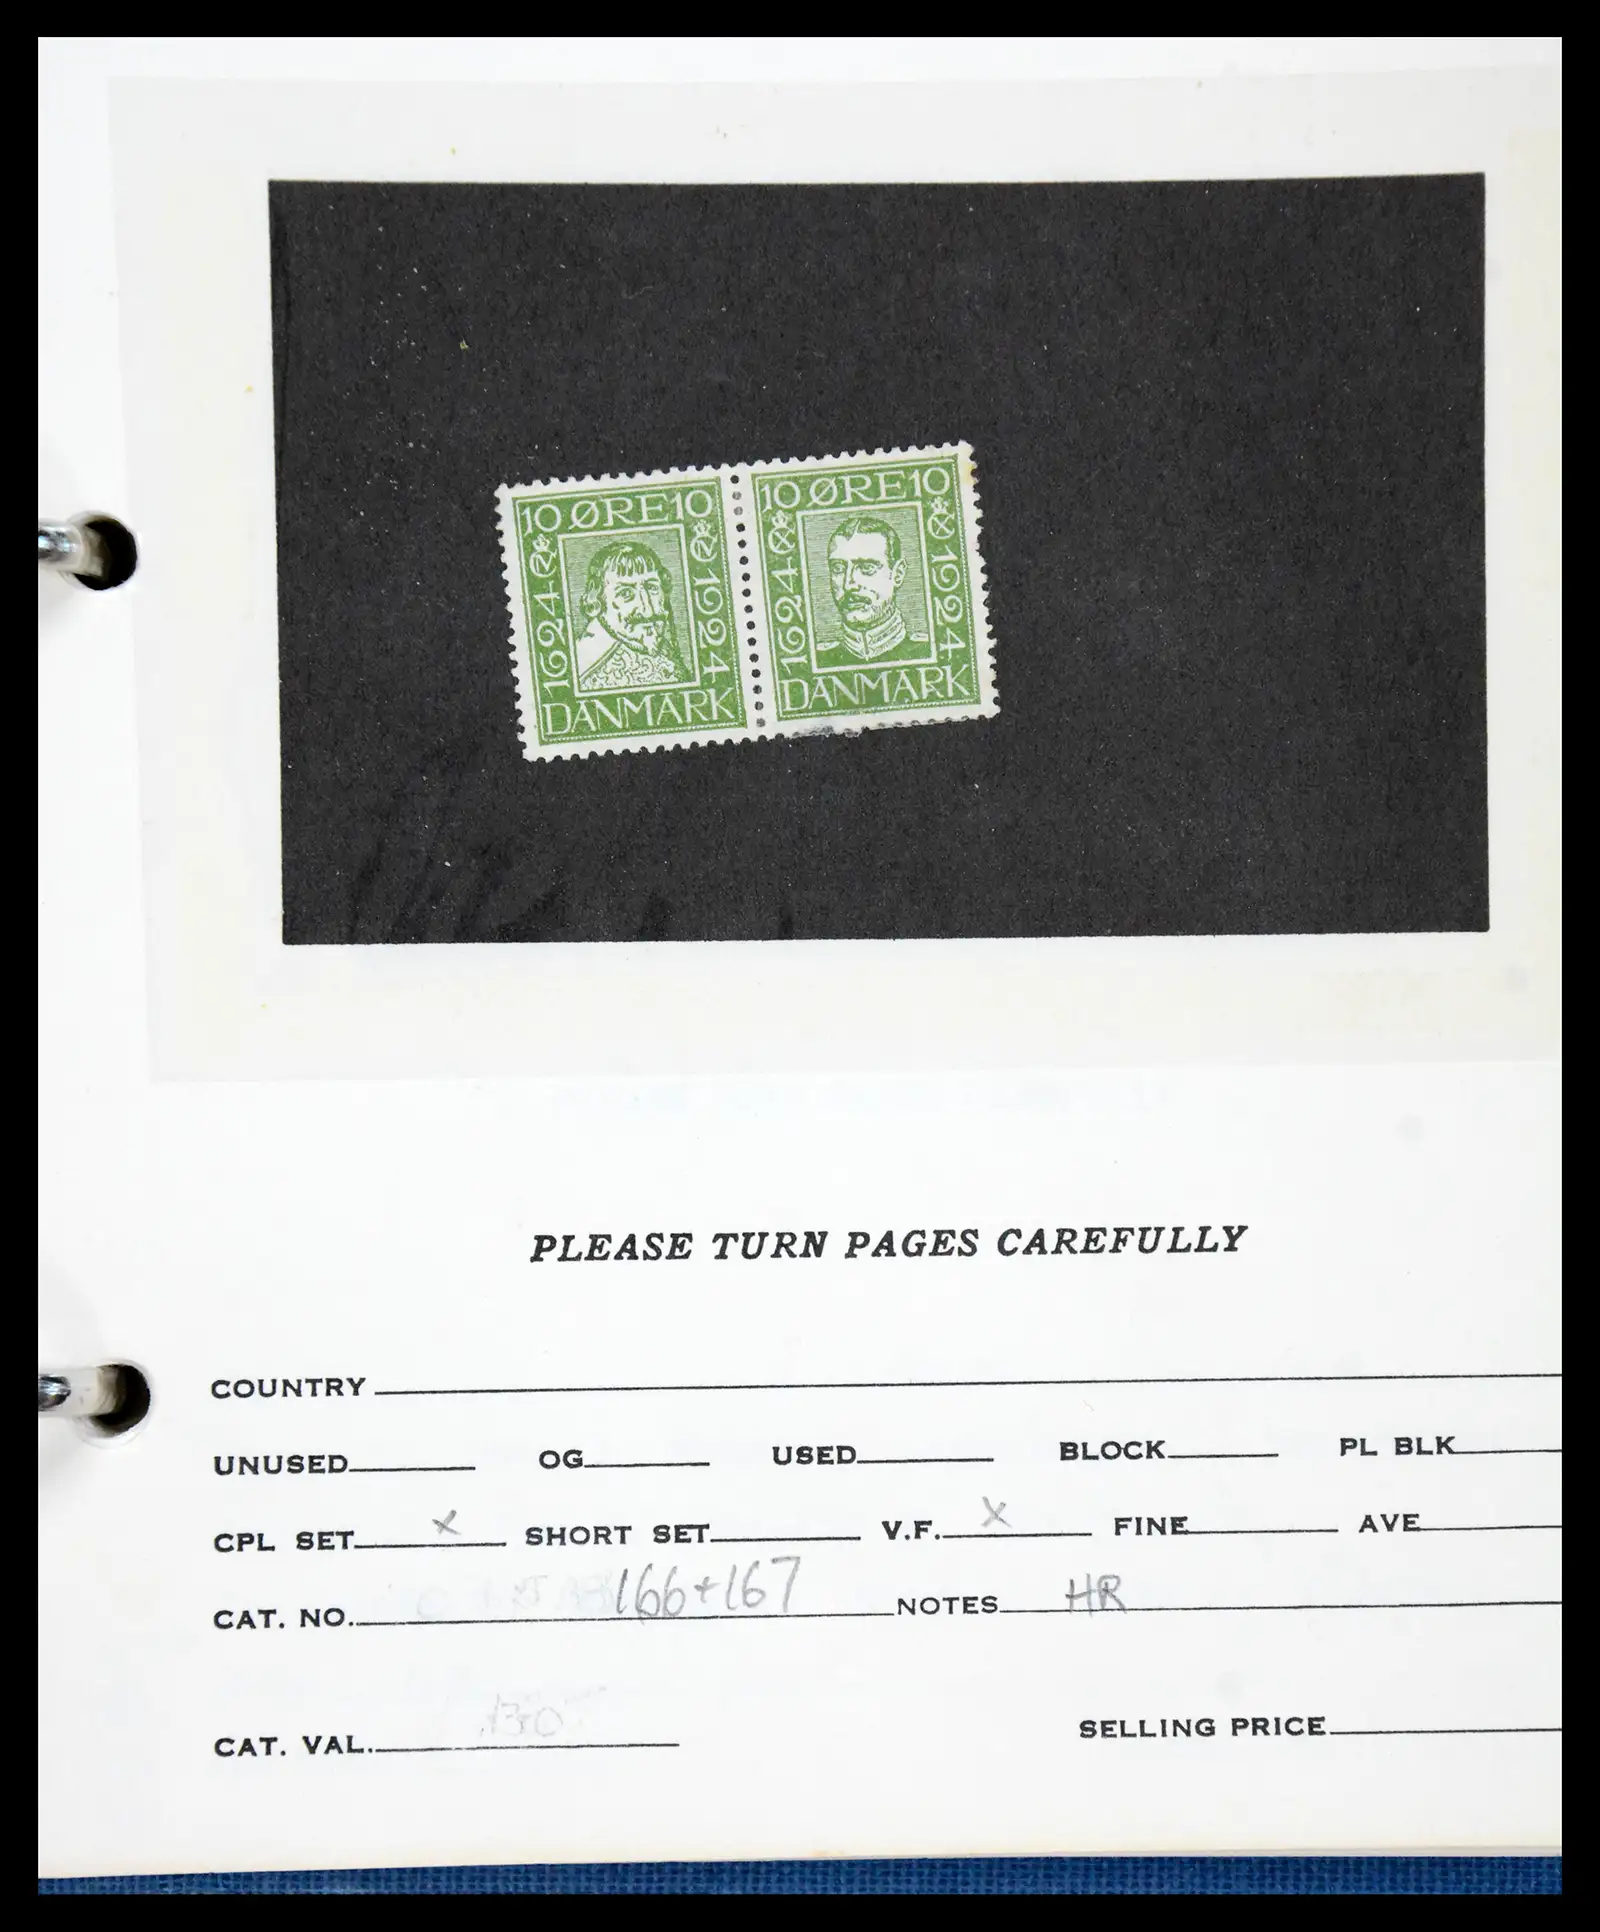 10 ØRE 10 10 ØRE 10
1624 1924 1624 1924
DANMARK DANMARK
PLEASE TURN PAGES CAREFULLY
COUNTRY
UNUSED OG USED BLOCK PL BLK
CPL SET X SHORT SET V.F. X FINE AVE
CAT. NO. 166+167 NOTES HR
CAT. VAL. SELLING PRICE